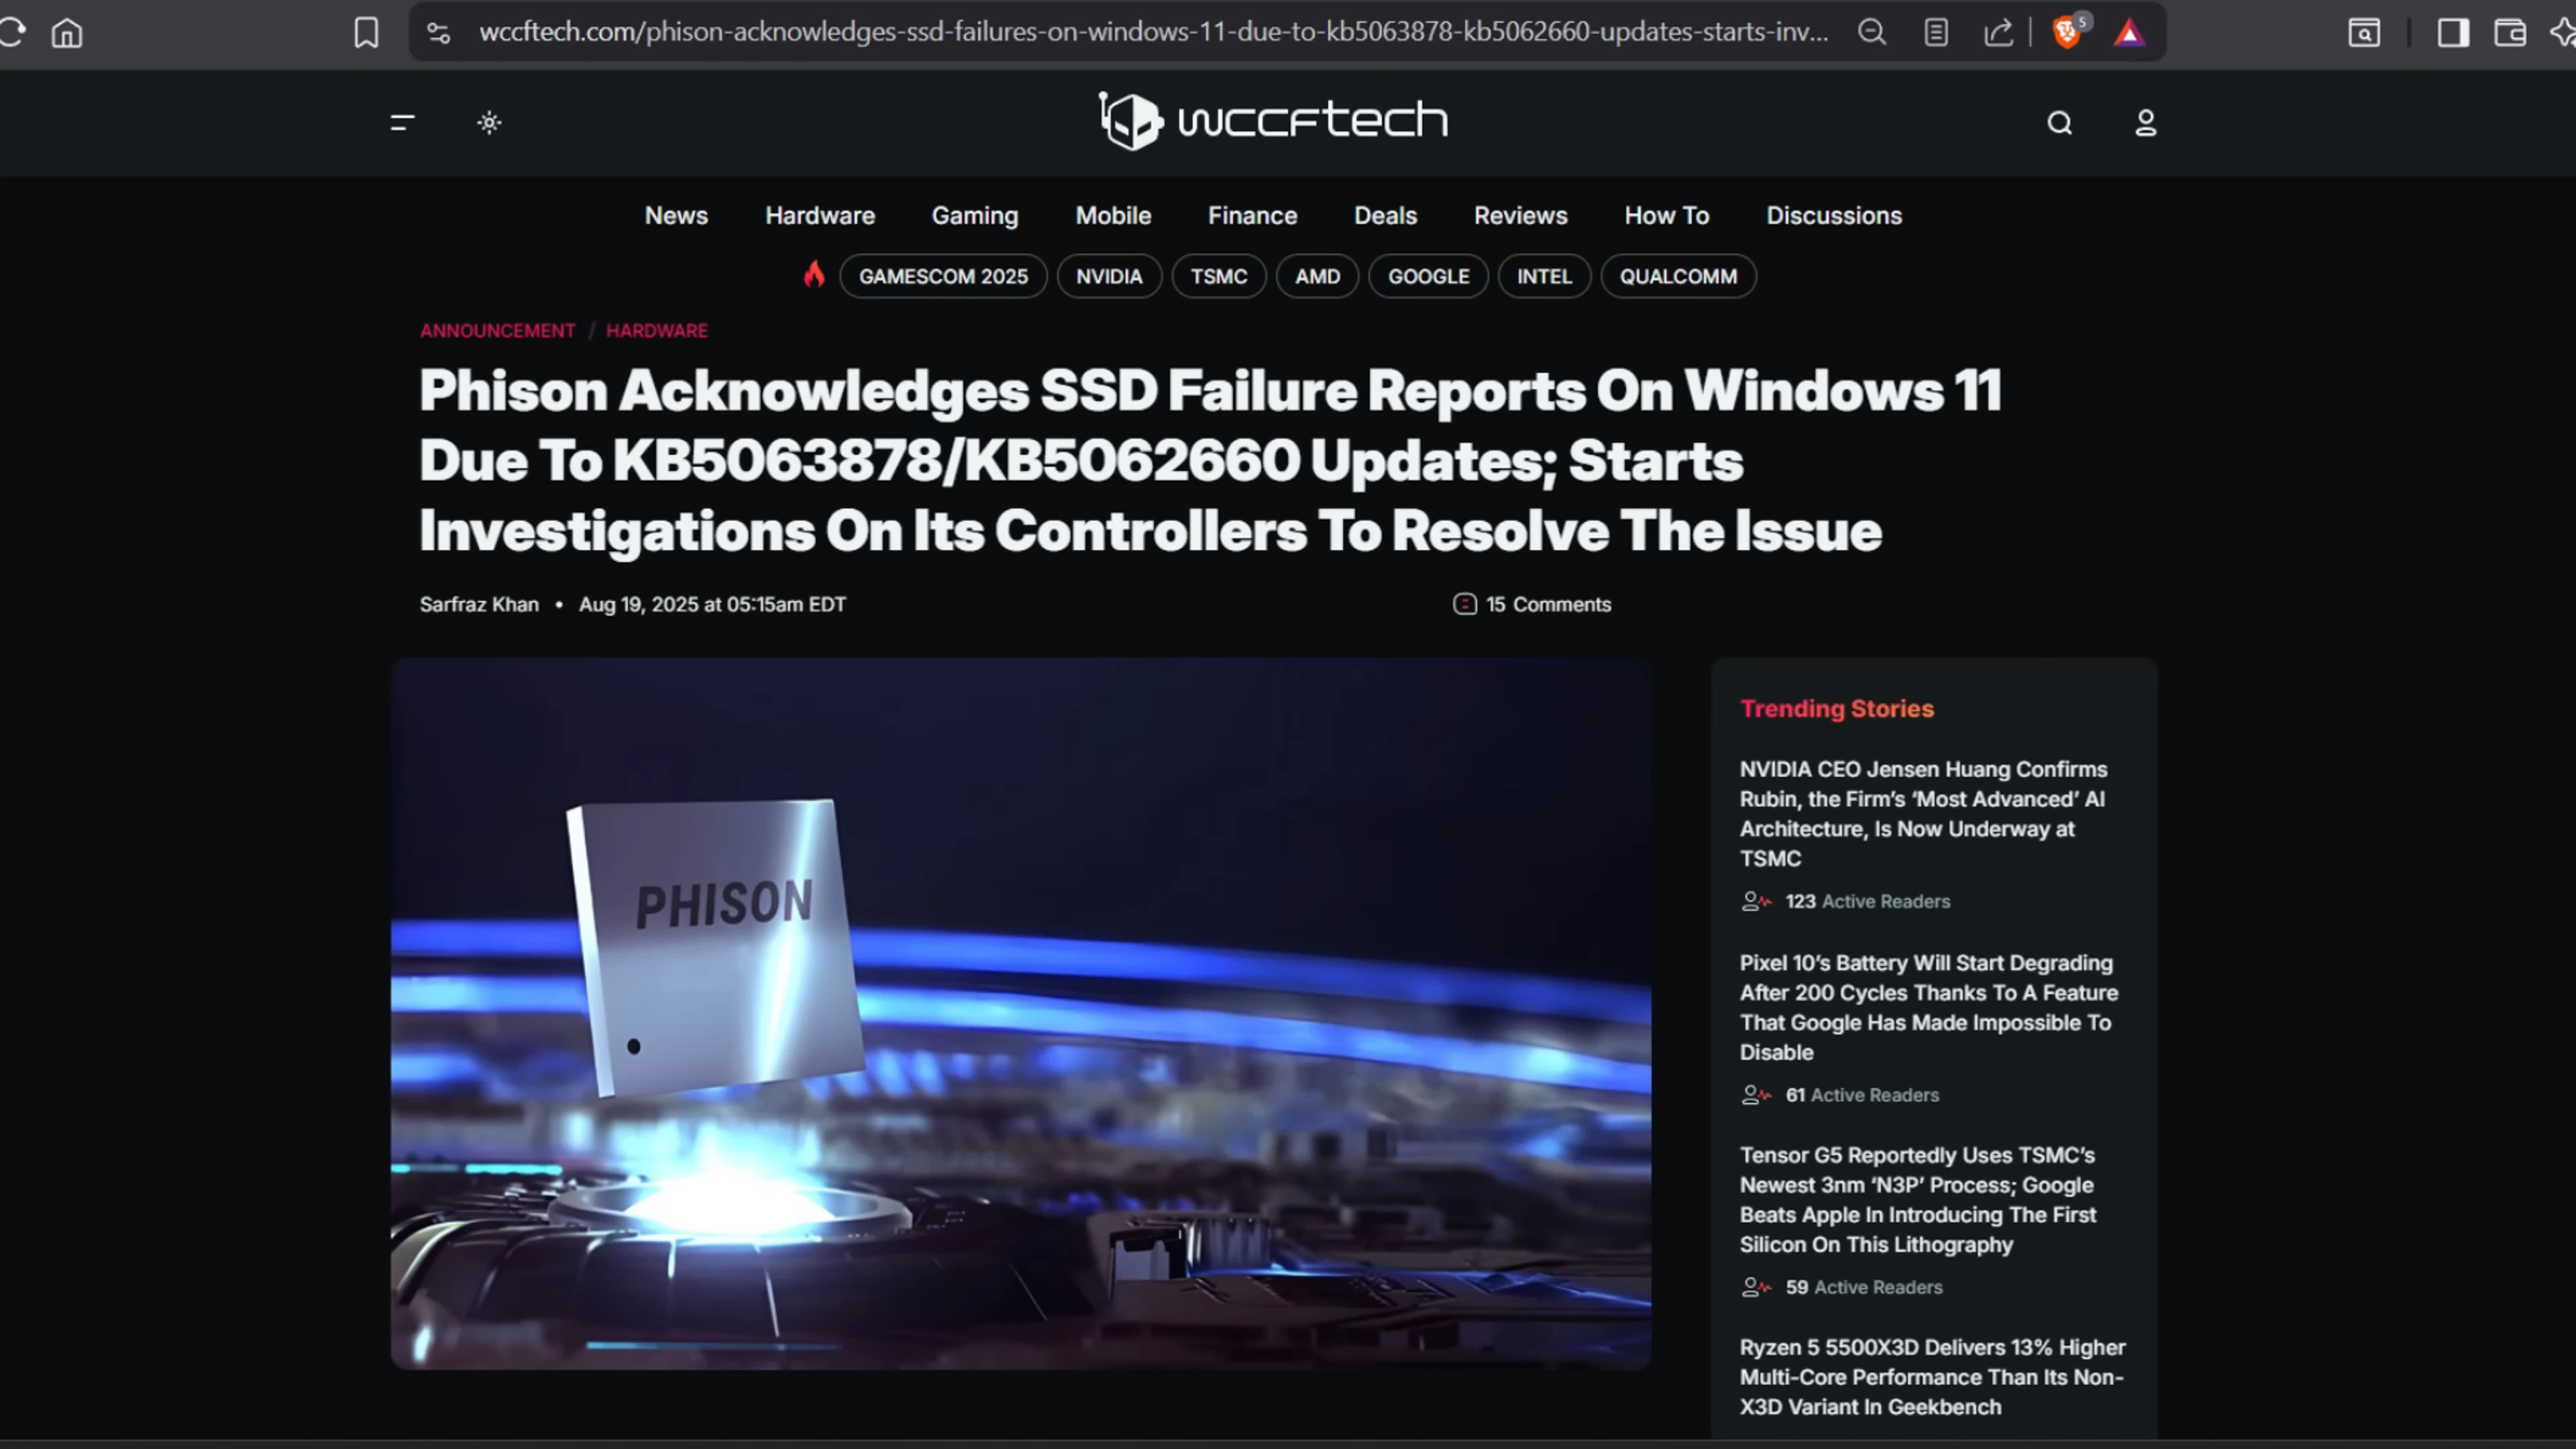 wccftech.com/phison-acknowledges-ssd-failures-on-windows-11-due-to-kb5063878-kb5062660-updates-starts-inv...
5
wccftech
News Hardware Gaming Mobile Finance Deals Reviews How To Discussions
GAMESCOM 2025 NVIDIA TSMC AMD GOOGLE INTEL QUALCOMM
ANNOUNCEMENT / HARDWARE
Phison Acknowledges SSD Failure Reports On Windows 11
Due To KB5063878/KB5062660 Updates; Starts
Investigations On Its Controllers To Resolve The Issue
Sarfraz Khan • Aug 19, 2025 at 05:15am EDT
15 Comments
PHISON
Trending Stories
NVIDIA CEO Jensen Huang Confirms
Rubin, the Firm’s ‘Most Advanced’ AI
Architecture, Is Now Underway at
TSMC
123 Active Readers
Pixel 10’s Battery Will Start Degrading
After 200 Cycles Thanks To A Feature
That Google Has Made Impossible To
Disable
61 Active Readers
Tensor G5 Reportedly Uses TSMC’s
Newest 3nm ‘N3P’ Process; Google
Beats Apple In Introducing The First
Silicon On This Lithography
59 Active Readers
Ryzen 5 5500X3D Delivers 13% Higher
Multi-Core Performance Than Its Non-
X3D Variant In Geekbench